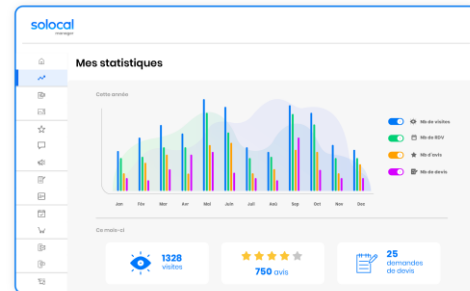 solocal
manager
Mes statistiques
Cette année
Nb de visites
Nb de RDV
Nb d'avis
Nb de devis
Jan Fév Mar Avr Mai Juin Juil Aoû Sep Oct Nov Dec
Ce mois-ci
1328
visites
750 avis
25
demandes
de devis